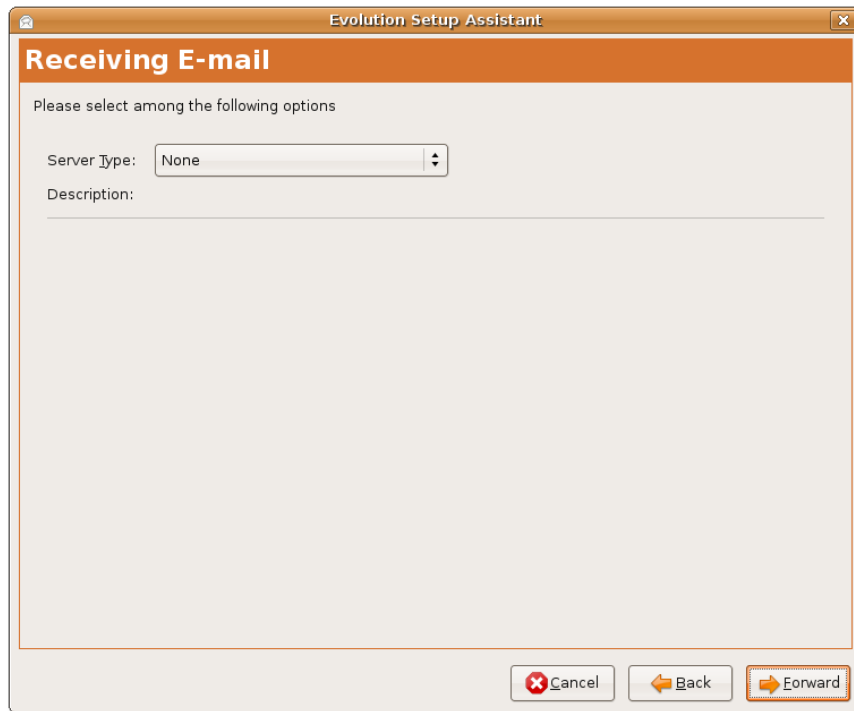 Evolution Setup Assistant
Receiving E-mail
Please select among the following options
Server Type: None
Description:
Cancel Back Forward